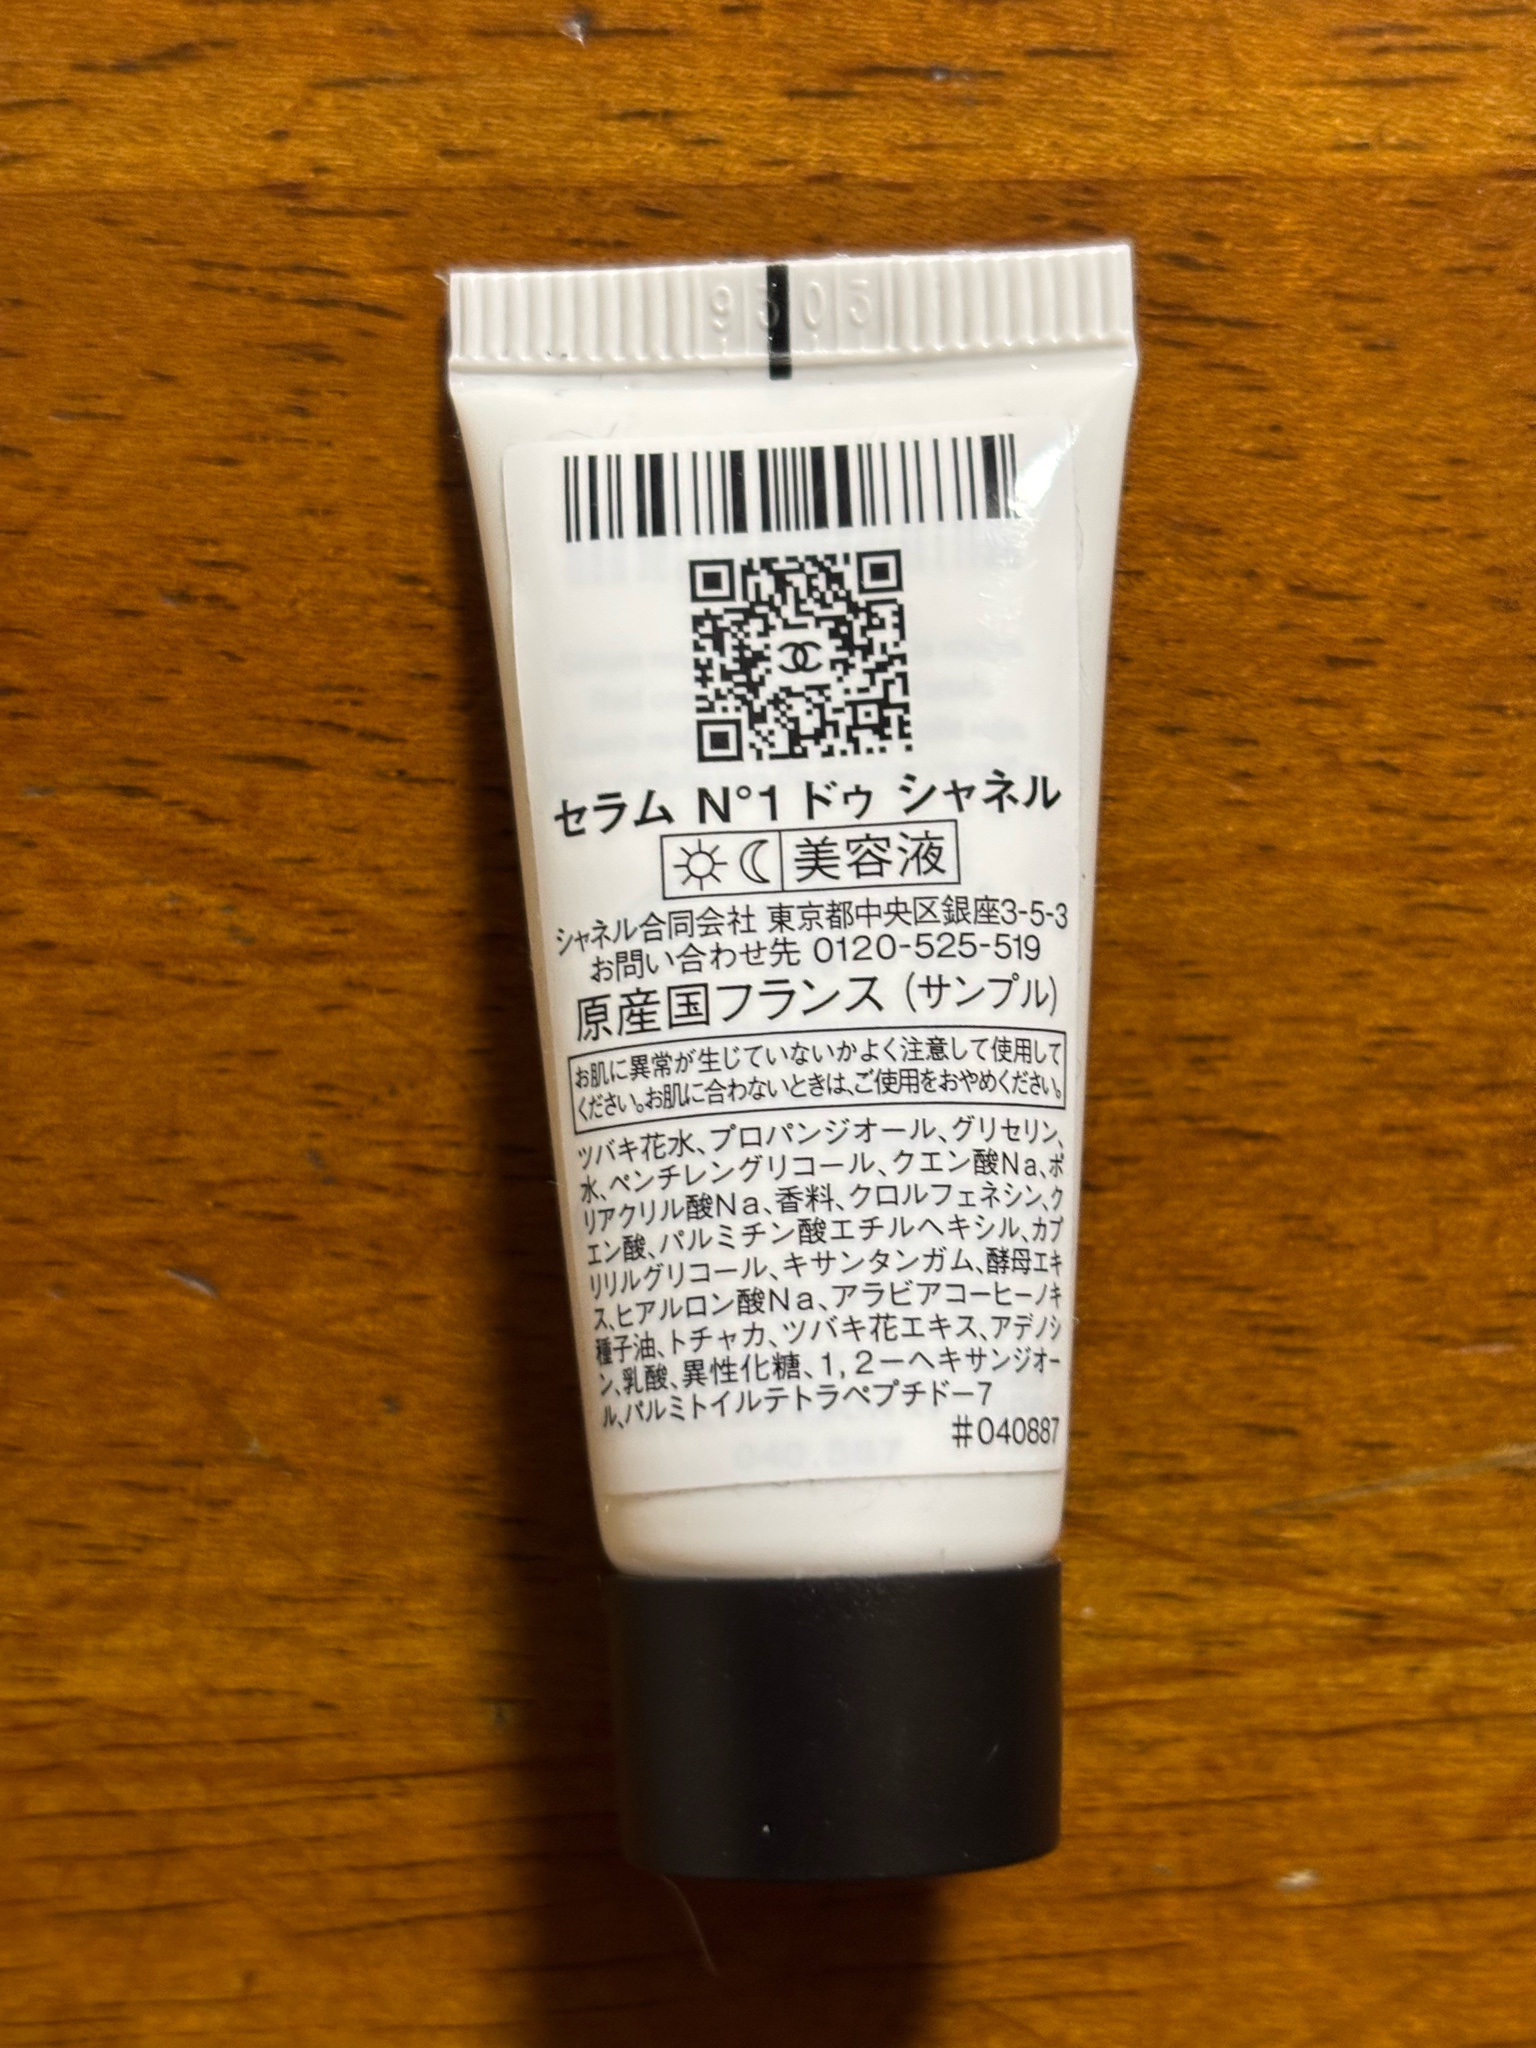 9305
セラム N°1 ドゥ シャネル
美容液
シャネル合同会社 東京都中央区銀座3-5-3
お問い合わせ先 0120-525-519
原産国フランス (サンプル)
お肌に異常が生じていないかよく注意して使用して
ください。お肌に合わないときは、ご使用をおやめください。
ツバキ花水、プロパンジオール、グリセリン、
水、ペンチレングリコール、クエン酸Na、ポ
リアクリル酸Na、香料、クロルフェネシン、ク
エン酸、パルミチン酸エチルヘキシル、カプ
リリルグリコール、キサンタンガム、酵母エキ
ス、ヒアルロン酸Na、アラビアコーヒーノキ
種子油、トチャカ、ツバキ花エキス、アデノシ
ン、乳酸、異性化糖、1,2－ヘキサンジオー
ル、パルミトイルテトラペプチド－7
#040887